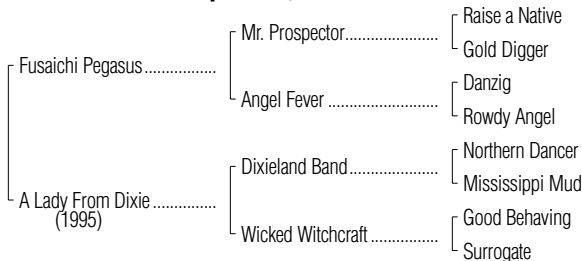 Raise a Native
Mr. Prospector....................
Gold Digger
Fusaichi Pegasus................
Danzig
Angel Fever ........................
Rowdy Angel
Northern Dancer
Dixieland Band...................
Mississippi Mud
A Lady From Dixie..............
(1995)
Good Behaving
Wicked Witchcraft...............
Surrogate